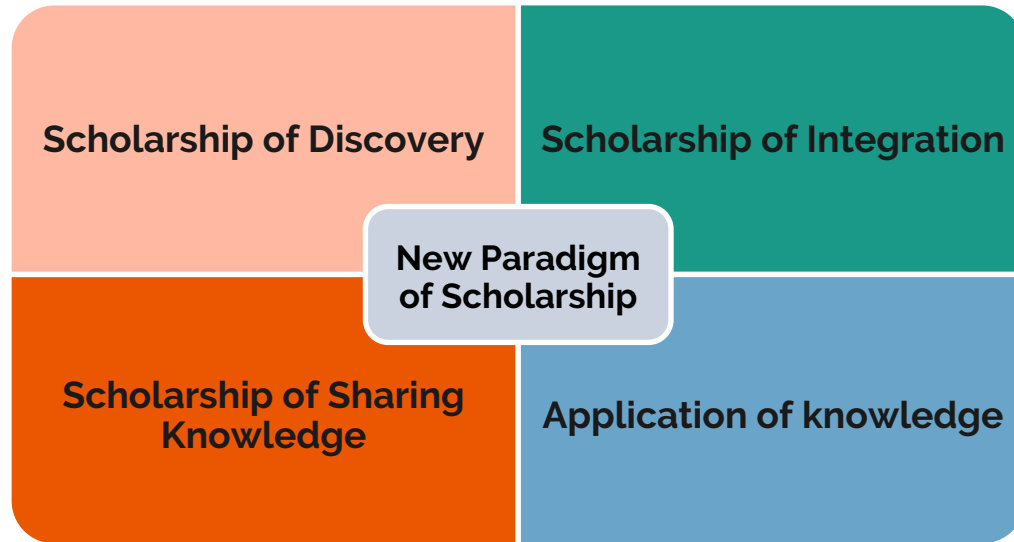 Scholarship of Discovery
Scholarship of Integration
New Paradigm
of Scholarship
Scholarship of Sharing
Knowledge
Application of knowledge